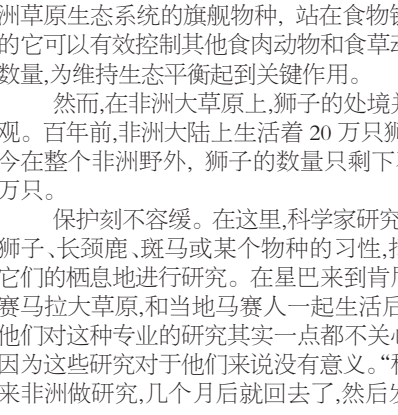 洲草原生态系统的旗舰物种, 站在食物
的它可以有效控制其他食肉动物和食草
数量,为维持生态平衡起到关键作用。
然而,在非洲大草原上,狮子的处境
观。百年前,非洲大陆上生活着 20 万只
今在整个非洲野外, 狮子的数量只剩下
万只。
保护刻不容缓。在这里,科学家研究
狮子、长颈鹿、斑马或某个物种的习性,
它们的栖息地进行研究。在星巴来到肯
赛马拉大草原,和当地马赛人一起生活后
他们对这种专业的研究其实一点都不关
因为这些研究对于他们来说没有意义。“
来非洲做研究,几个月后就回去了,然后